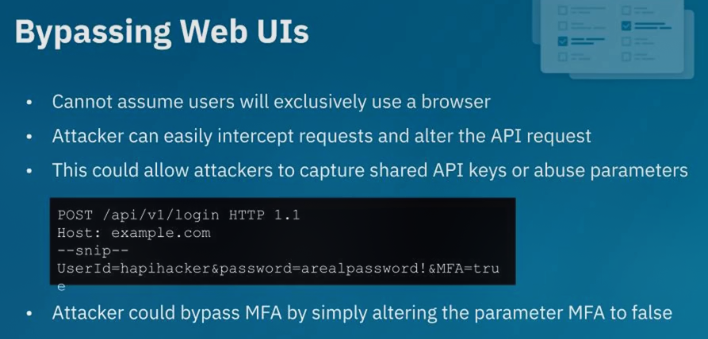 Bypassing Web UIs
• Cannot assume users will exclusively use a browser
• Attacker can easily intercept requests and alter the API request
• This could allow attackers to capture shared API keys or abuse parameters
POST /api/v1/login HTTP 1.1
Host: example.com
--snip--
UserId=hapihacker&password=arealpassword!&MFA=tru
e
• Attacker could bypass MFA by simply altering the parameter MFA to false